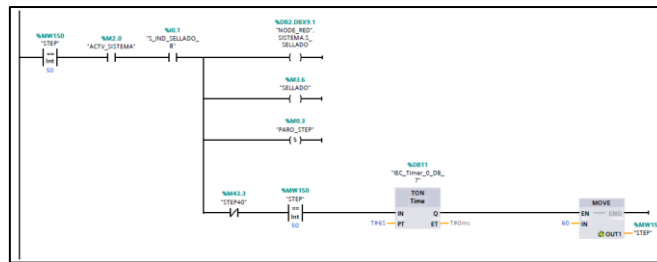 %MW150
"STEP"
==
Int
50
%M2.0
"ACTV_SISTEMA"
%I0.1
"S_IND_SELLADO_
B"
%DB2.DBX9.1
"NODE_RED".
SISTEMA.S_
SELLADO
%M3.6
"SELLADO"
%M0.3
"PARO_STEP"
S
%M43.3
"STEP40"
%MW150
"STEP"
==
Int
50
%DB11
"IEC_Timer_0_DB_
7"
TON
Time
IN Q
T#6S PT ET T#0ms
MOVE
EN ENO
60 IN
OUT1
%MW15
"STEP"